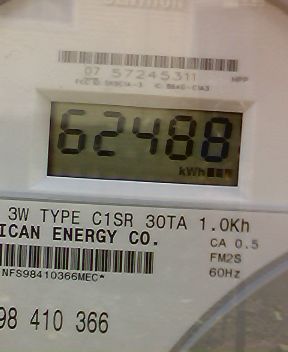 07 57245311
62488
kWh
3W TYPE C1SR 30TA 1.0Kh
ICAN ENERGY CO.
CA 0.5
FM2S
NFS98410366MEC*
60Hz
98 410 366